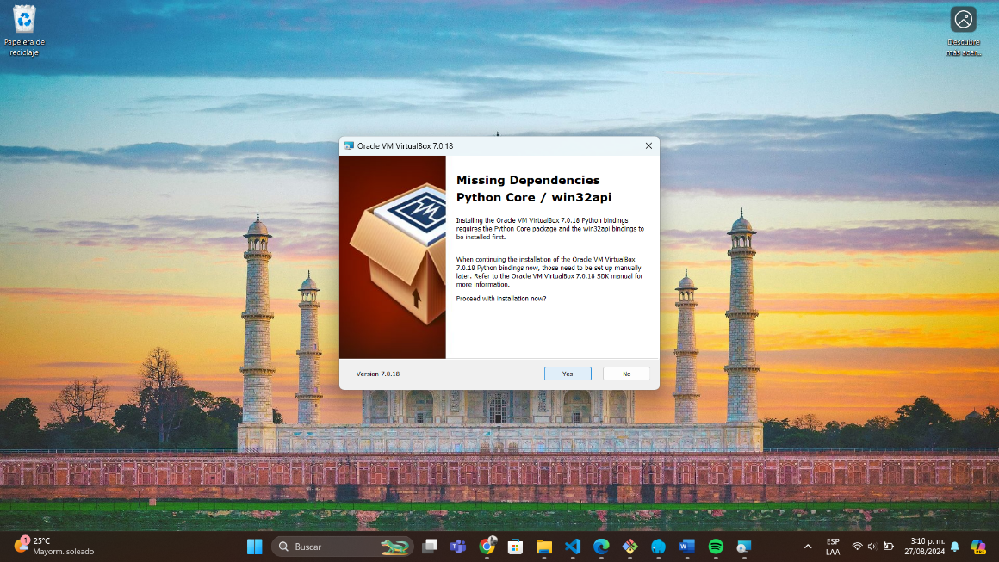 Papelera de
reciclaje
Descubre
más acer...
Oracle VM VirtualBox 7.0.18
Missing Dependencies
Python Core / win32api
Installing the Oracle VM VirtualBox 7.0.18 Python bindings
requires the Python Core package and the win32api bindings to
be installed first.
When continuing the installation of the Oracle VM VirtualBox
7.0.18 Python bindings now, those need to be set up manually
later. Refer to the Oracle VM VirtualBox 7.0.18 SDK manual for
more information.
Proceed with installation now?
Version 7.0.18
Yes
No
1
25°C
Mayorm. soleado
Buscar
ESP
LAA
3:10 p. m.
27/08/2024
PRE